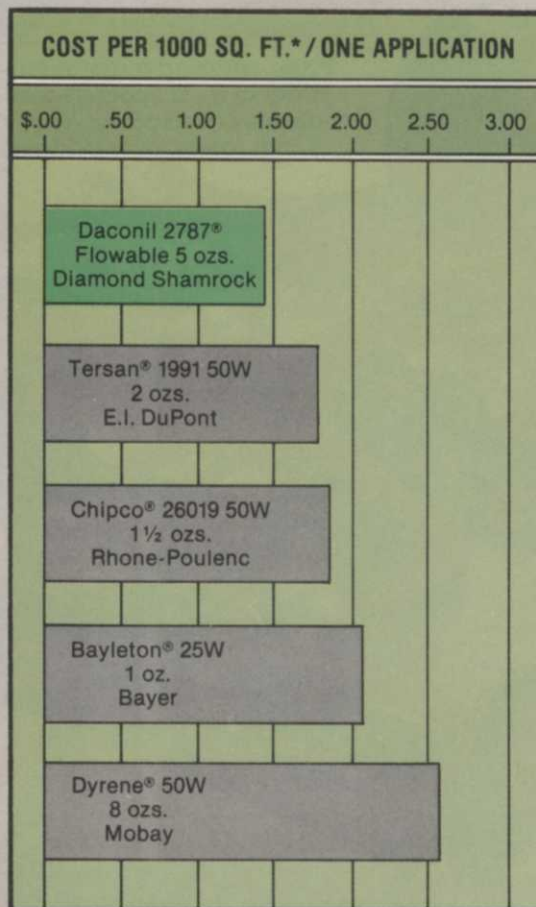 COST PER 1000 SQ. FT.* / ONE APPLICATION
$.00 .50 1.00 1.50 2.00 2.50 3.00
Daconil 2787®
Flowable 5 ozs.
Diamond Shamrock
Tersan® 1991 50W
2 ozs.
E.I. DuPont
Chipco® 26019 50W
1½ ozs.
Rhone-Poulenc
Bayleton® 25W
1 oz.
Bayer
Dyrene® 50W
8 ozs.
Mobay